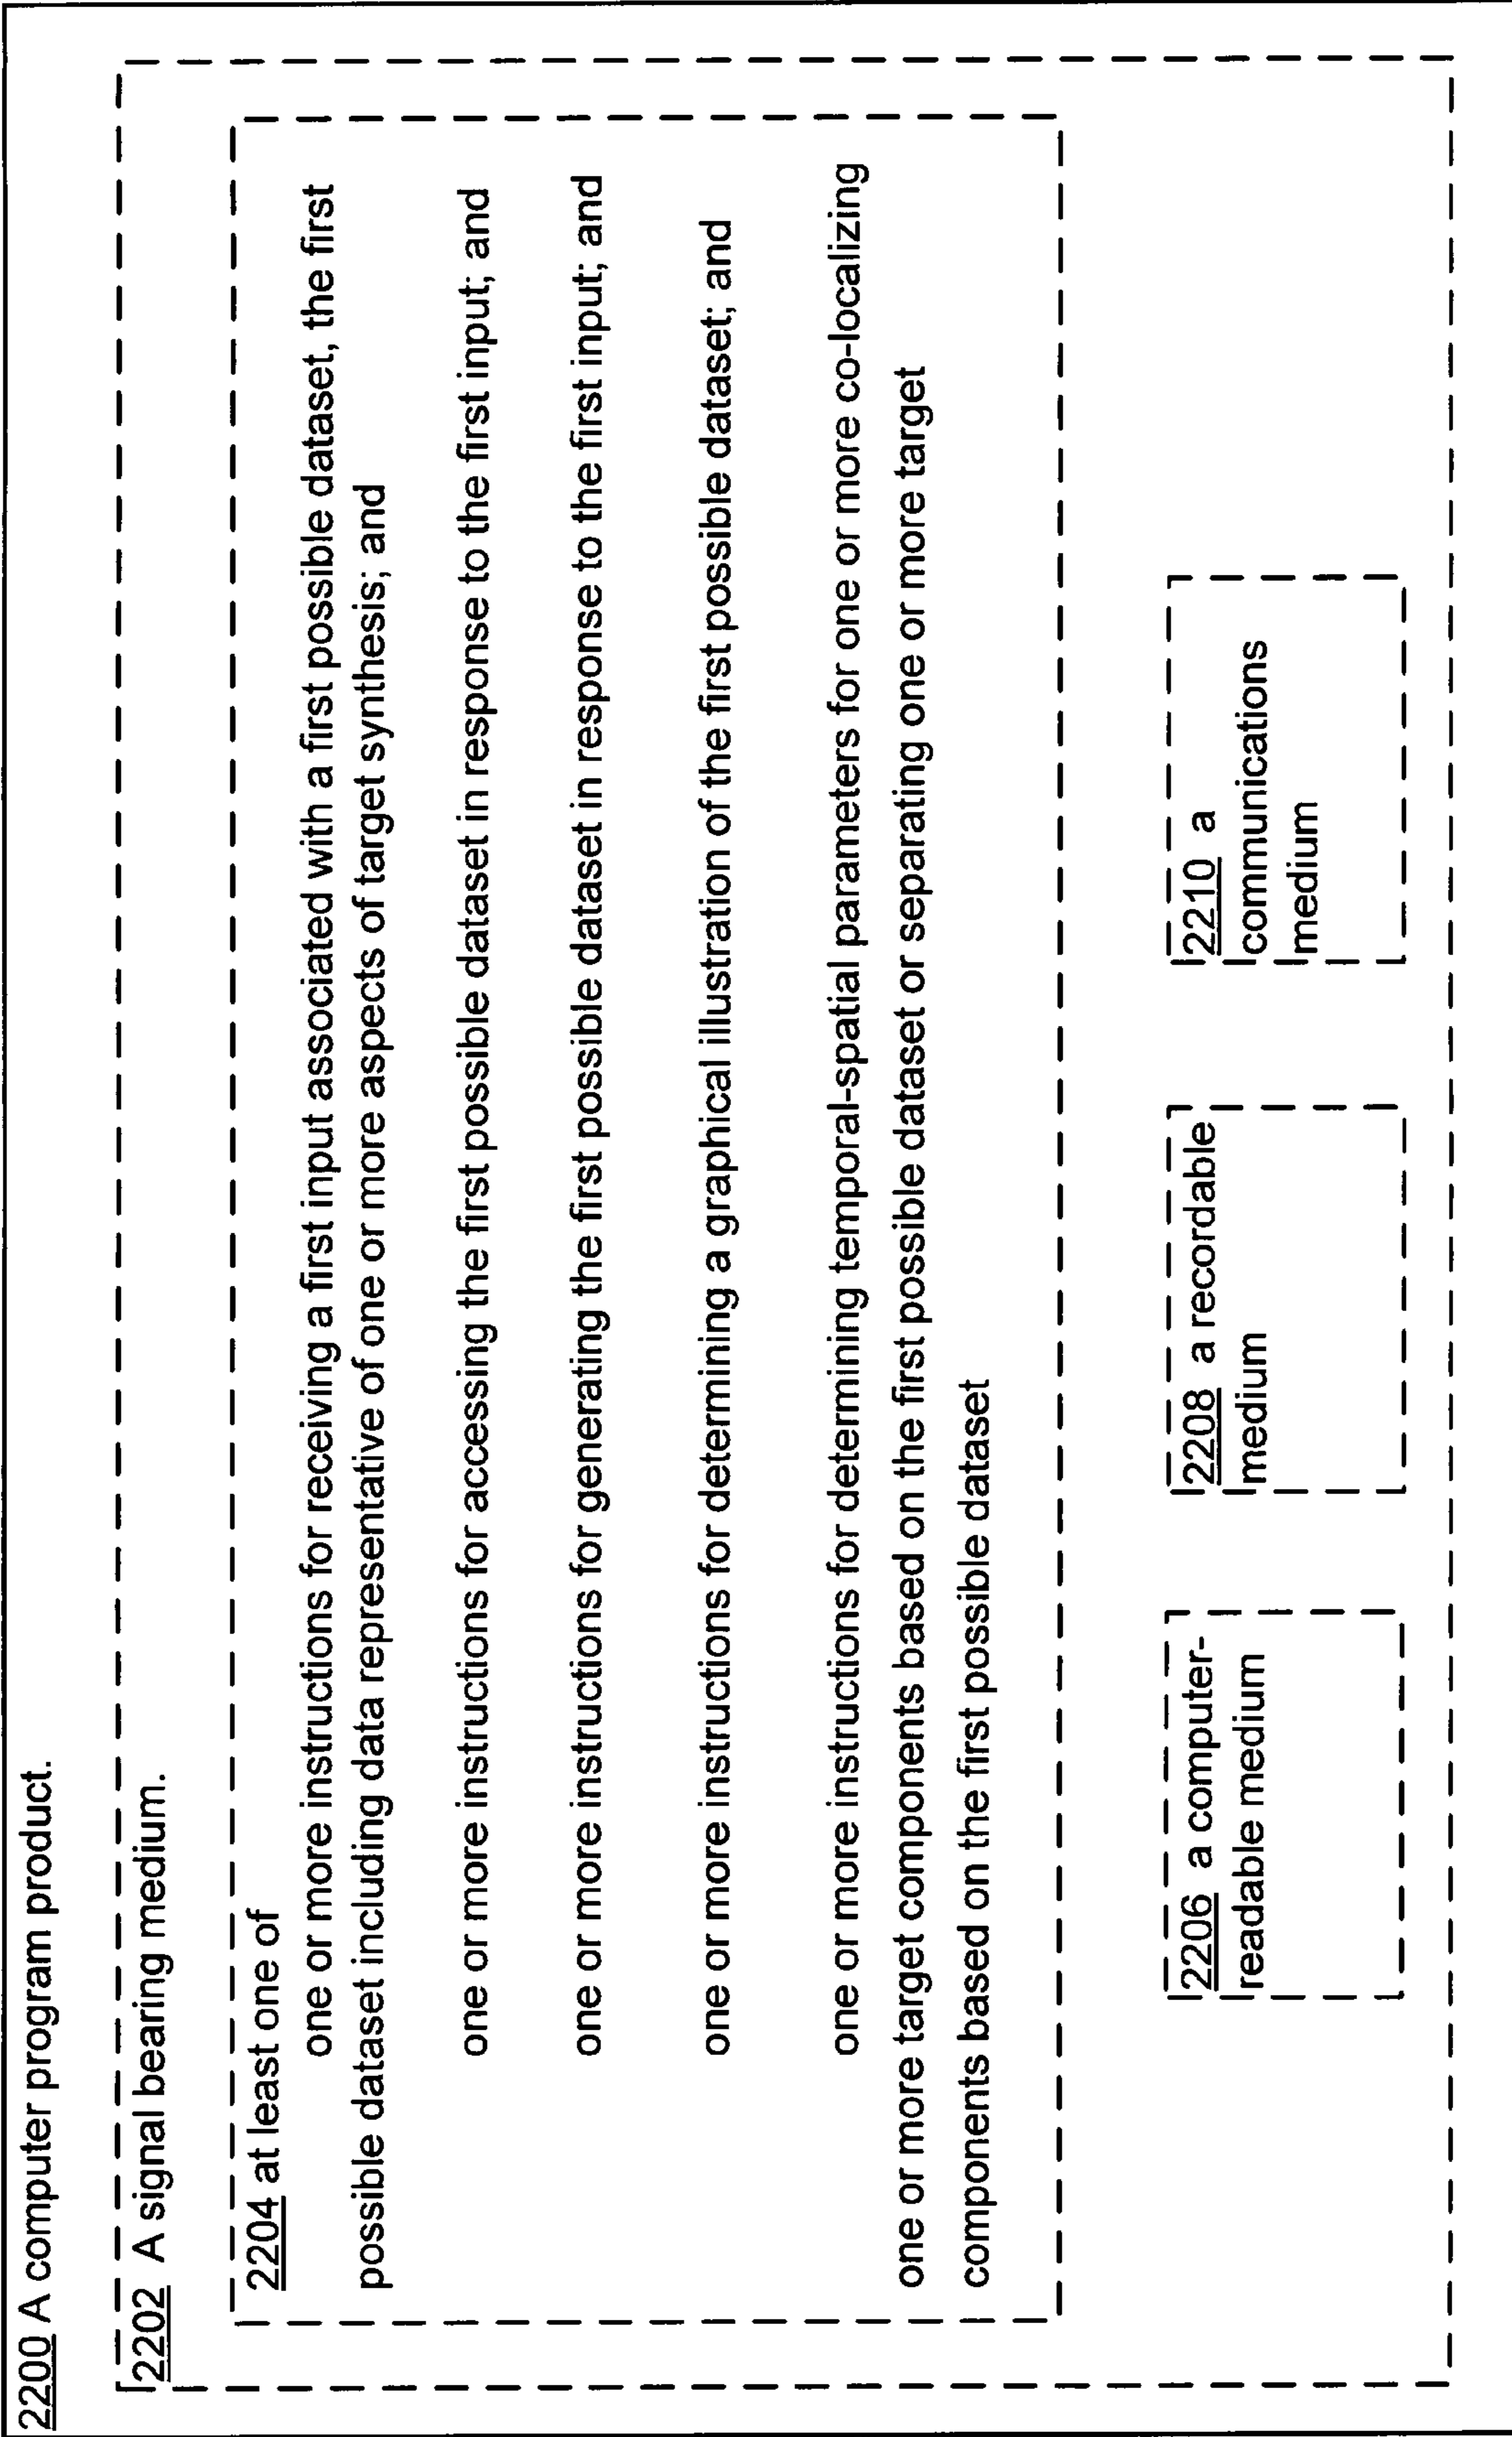 2200 A computer program product.
2202 A signal bearing medium.
2204 at least one of
one or more instructions for receiving a first input associated with a first possible dataset, the first
possible dataset including data representative of one or more aspects of target synthesis; and
one or more instructions for accessing the first possible dataset in response to the first input; and
one or more instructions for generating the first possible dataset in response to the first input; and
one or more instructions for determining a graphical illustration of the first possible dataset; and
one or more instructions for determining temporal-spatial parameters for one or more co-localizing
one or more target components based on the first possible dataset or separating one or more target
components based on the first possible dataset
2206 a computer-
readable medium
2208 a recordable
medium
2210 a
communications
medium